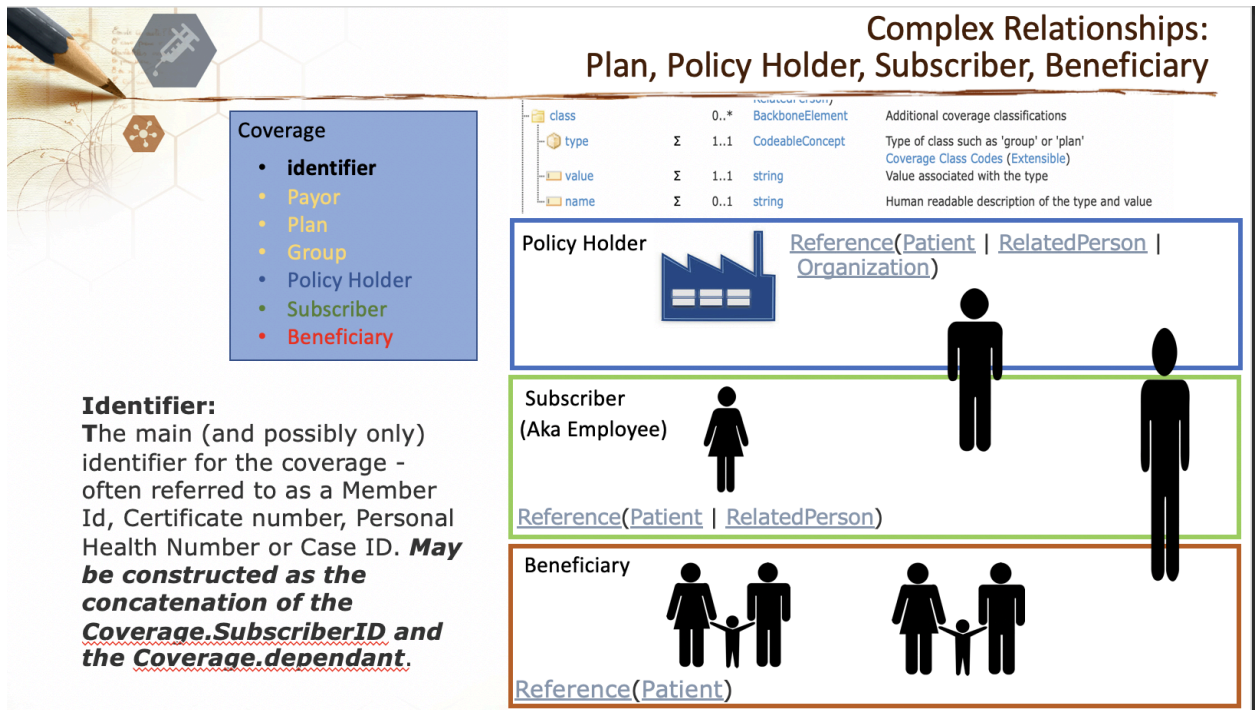 Complex Relationships:
Plan, Policy Holder, Subscriber, Beneficiary
Coverage
• identifier
• Payor
• Plan
• Group
• Policy Holder
• Subscriber
• Beneficiary
RelatedPerson)
class 0..* BackboneElement Additional coverage classifications
type Σ 1..1 CodeableConcept Type of class such as 'group' or 'plan'
Coverage Class Codes (Extensible)
value Σ 1..1 string Value associated with the type
name Σ 0..1 string Human readable description of the type and value
Policy Holder
Reference(Patient | RelatedPerson |
Organization)
Subscriber
(Aka Employee)
Reference(Patient | RelatedPerson)
Beneficiary
Reference(Patient)
Identifier:
The main (and possibly only)
identifier for the coverage -
often referred to as a Member
Id, Certificate number, Personal
Health Number or Case ID. May
be constructed as the
concatenation of the
Coverage.SubscriberID and
the Coverage.dependant.